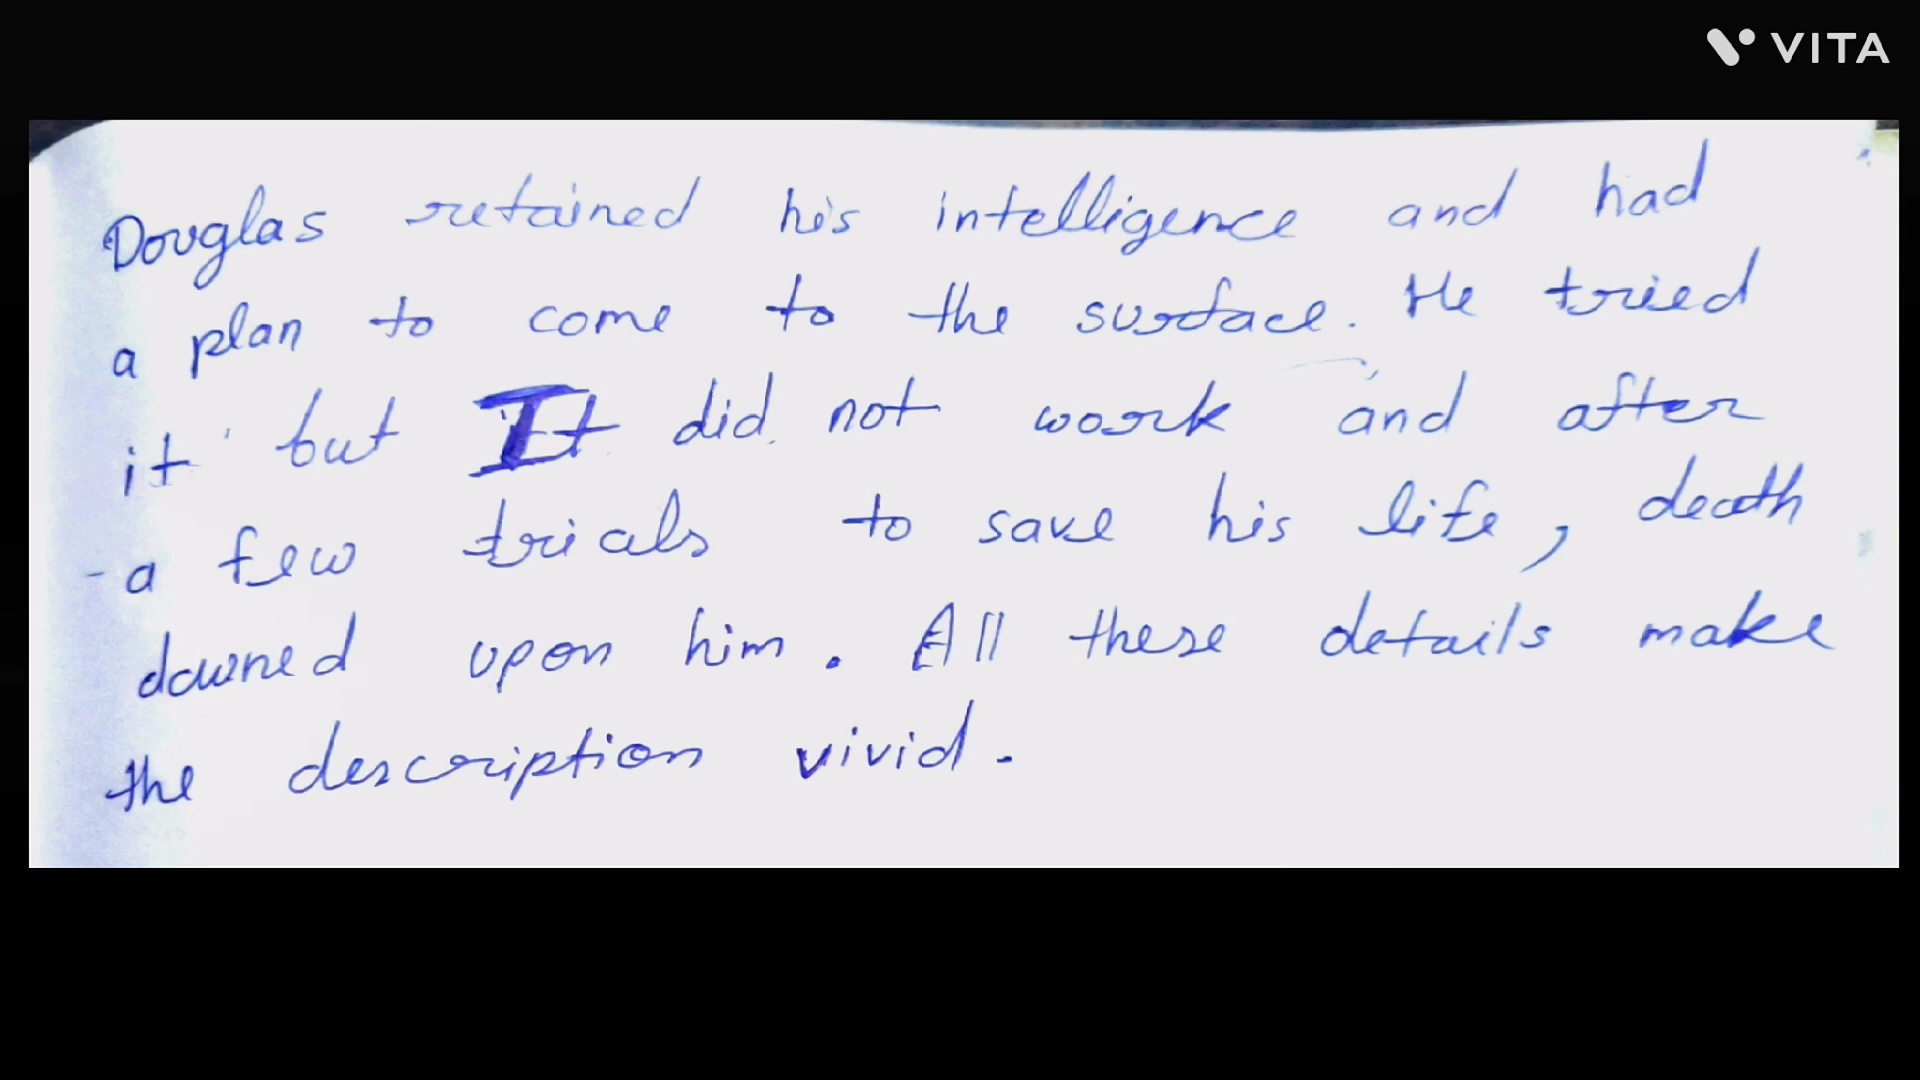 VITA
Douglas retained his intelligence and had
a plan to come to the surface. He tried
it but It did not work and after
a few trials to save his life, death
dawned upon him. All these details make
the description vivid.